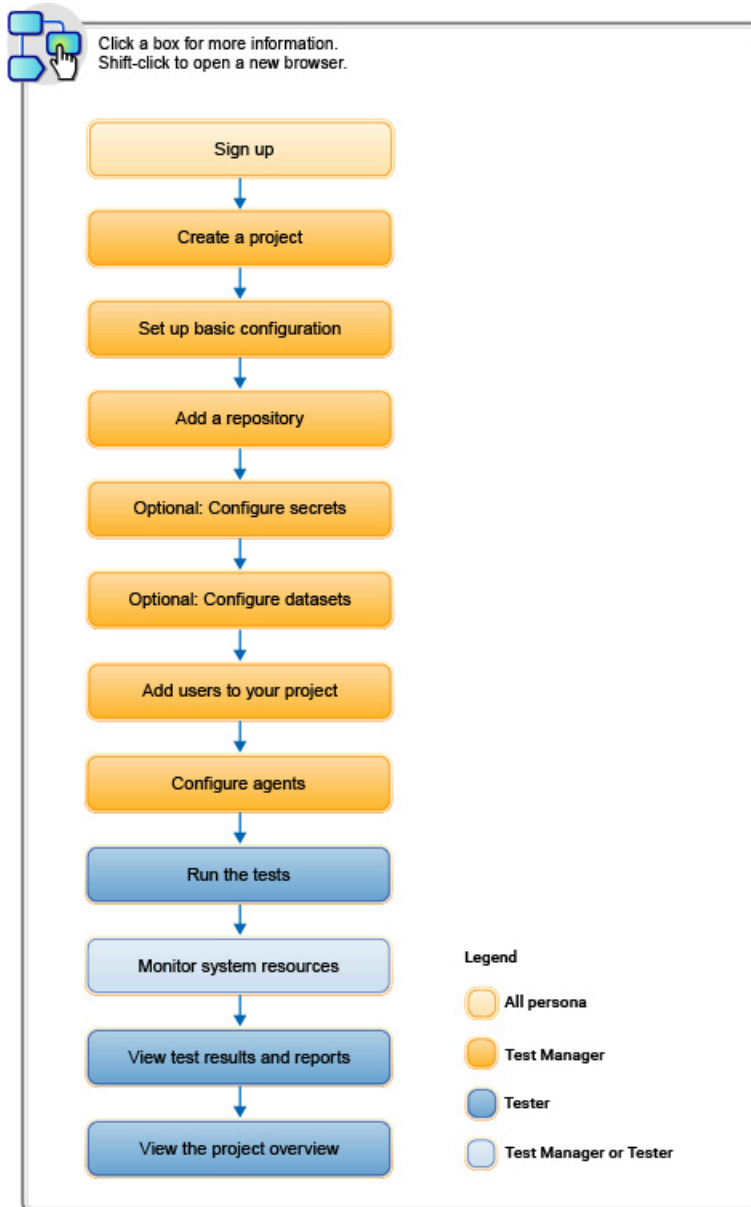 Click a box for more information.
Shift-click to open a new browser.
Sign up
Create a project
Set up basic configuration
Add a repository
Optional: Configure secrets
Optional: Configure datasets
Add users to your project
Configure agents
Run the tests
Monitor system resources
View test results and reports
View the project overview
Legend
All persona
Test Manager
Tester
Test Manager or Tester